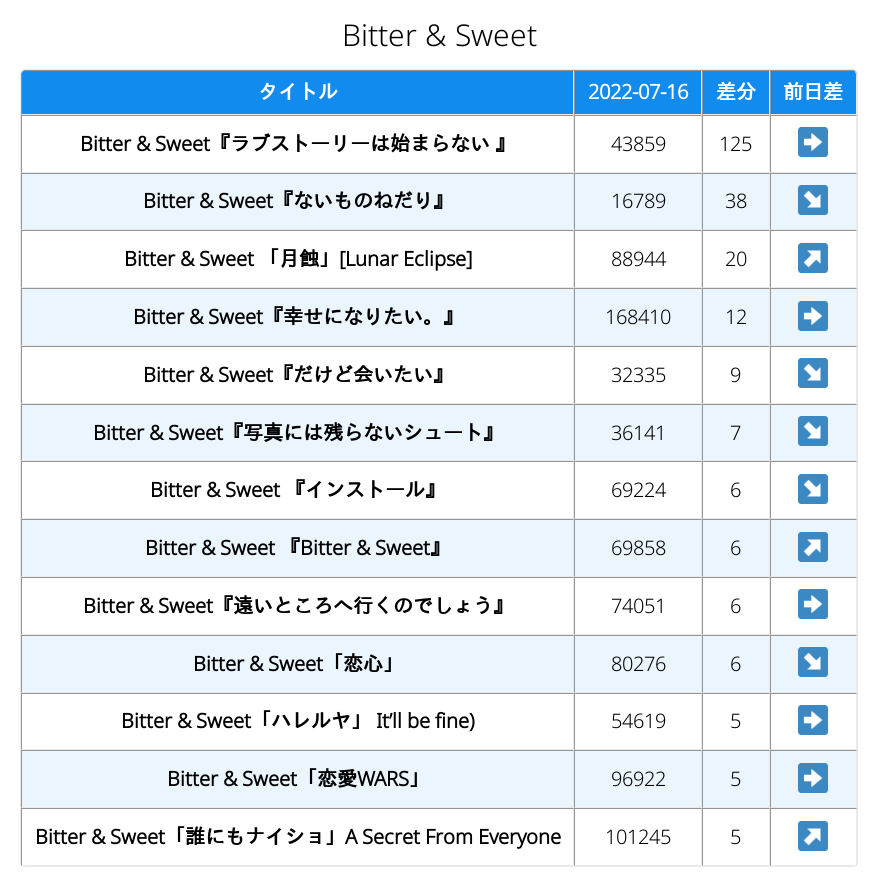 Bitter & Sweet
タイトル 2022-07-16 差分 前日差
Bitter & Sweet『ラブストーリーは始まらない 』 43859 125 ➡
Bitter & Sweet『ないものねだり』 16789 38 ↘
Bitter & Sweet 「月蝕」[Lunar Eclipse] 88944 20 ↗
Bitter & Sweet『幸せになりたい。』 168410 12 ➡
Bitter & Sweet『だけど会いたい』 32335 9 ↘
Bitter & Sweet『写真には残らないシュート』 36141 7 ↘
Bitter & Sweet 『インストール』 69224 6 ↘
Bitter & Sweet 『Bitter & Sweet』 69858 6 ↗
Bitter & Sweet『遠いところへ行くのでしょう』 74051 6 ➡
Bitter & Sweet「恋心」 80276 6 ↘
Bitter & Sweet「ハレルヤ」 It’ll be fine) 54619 5 ➡
Bitter & Sweet「恋愛WARS」 96922 5 ➡
Bitter & Sweet「誰にもナイショ」A Secret From Everyone 101245 5 ↗